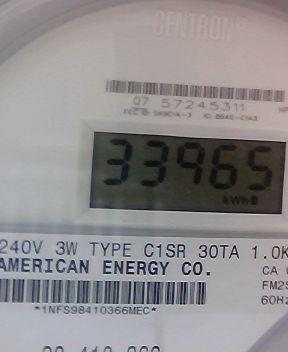 CENTRON®
07 57245311
33965
kWh
240V 3W TYPE C1SR 30TA 1.0K
AMERICAN ENERGY CO.
CA
FM2S
60Hz
*1NFS98410366MEC*